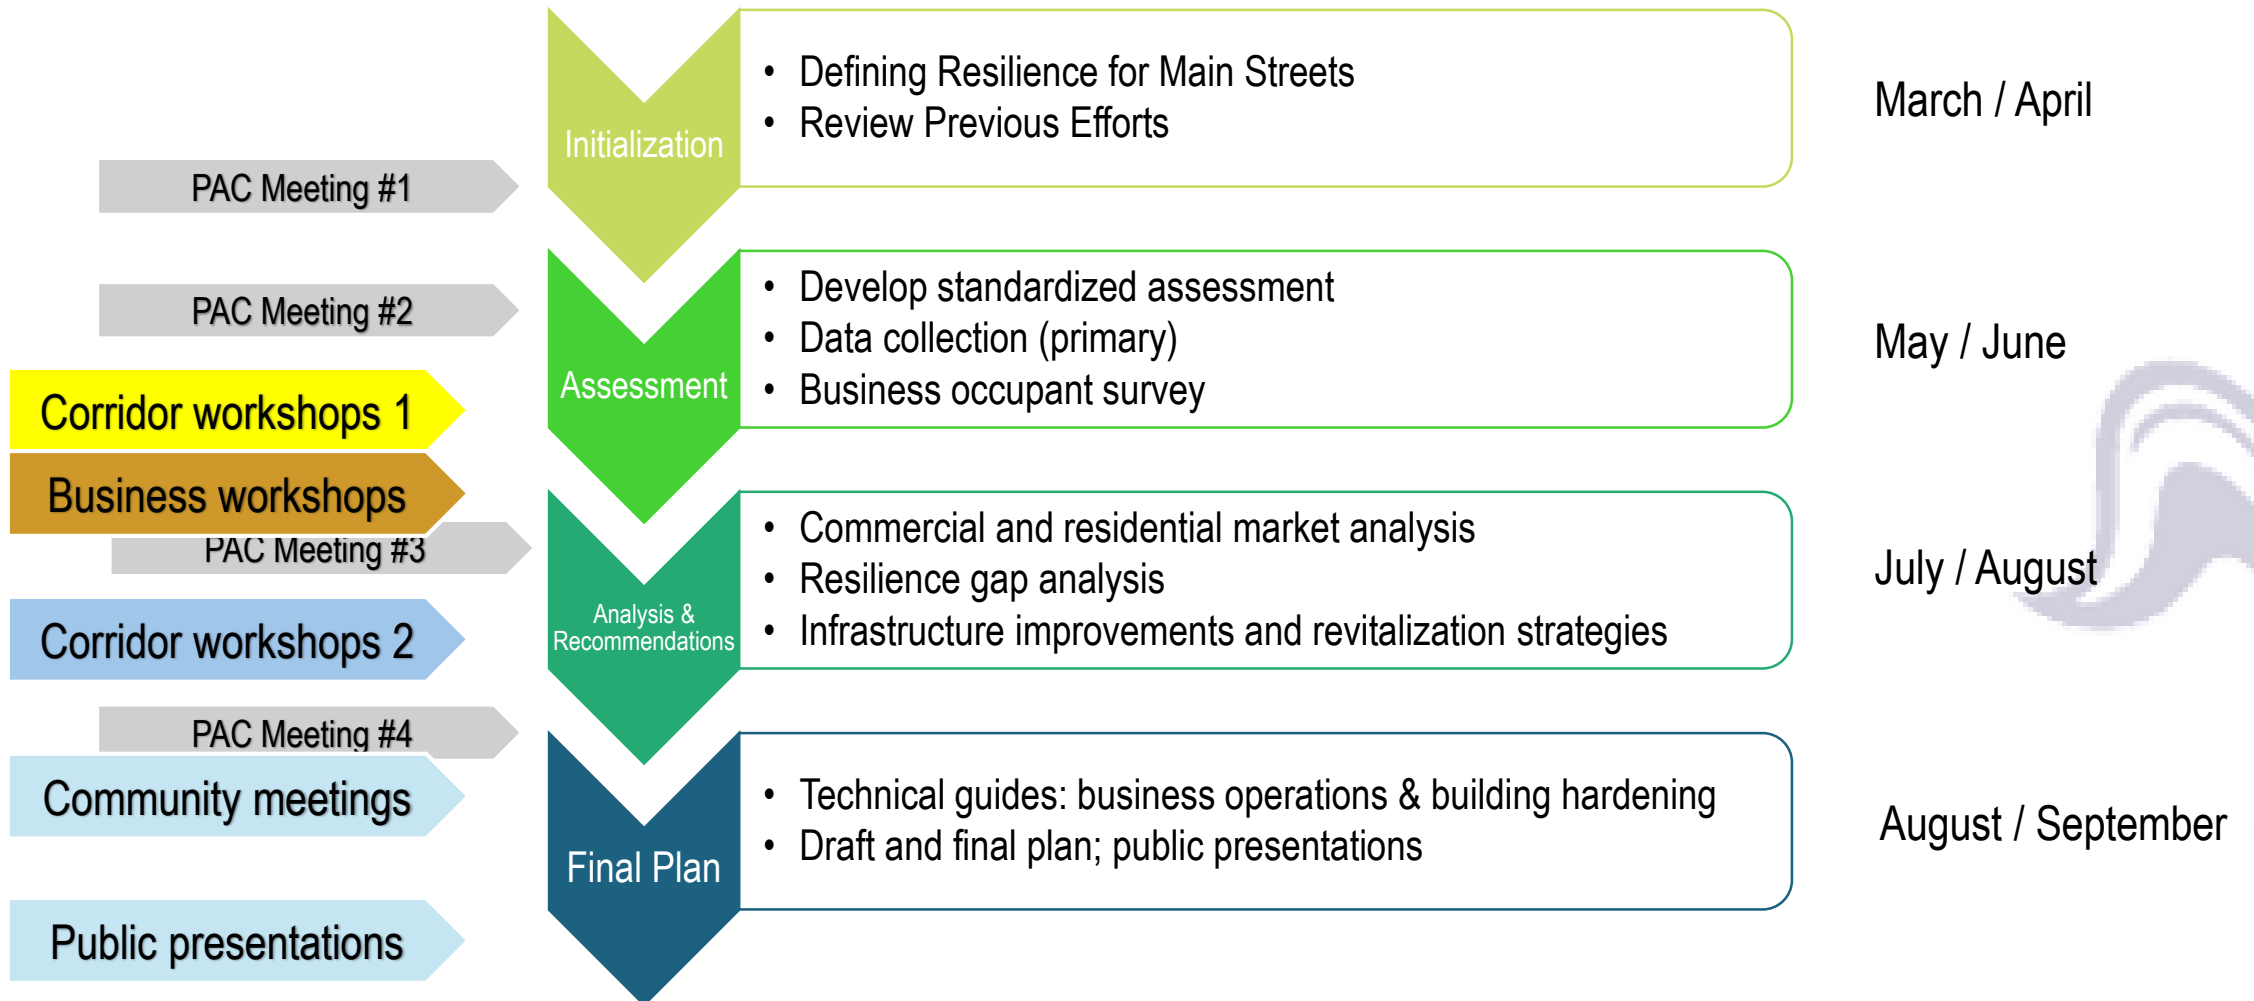 • Defining Resilience for Main Streets
• Review Previous Efforts
Initialization
March / April
PAC Meeting #1
PAC Meeting #2
• Develop standardized assessment
• Data collection (primary)
• Business occupant survey
Assessment
May / June
Corridor workshops 1
Business workshops
PAC Meeting #3
• Commercial and residential market analysis
• Resilience gap analysis
• Infrastructure improvements and revitalization strategies
Analysis &
Recommendations
July / August
Corridor workshops 2
PAC Meeting #4
Community meetings
• Technical guides: business operations & building hardening
• Draft and final plan; public presentations
Final Plan
August / September
Public presentations